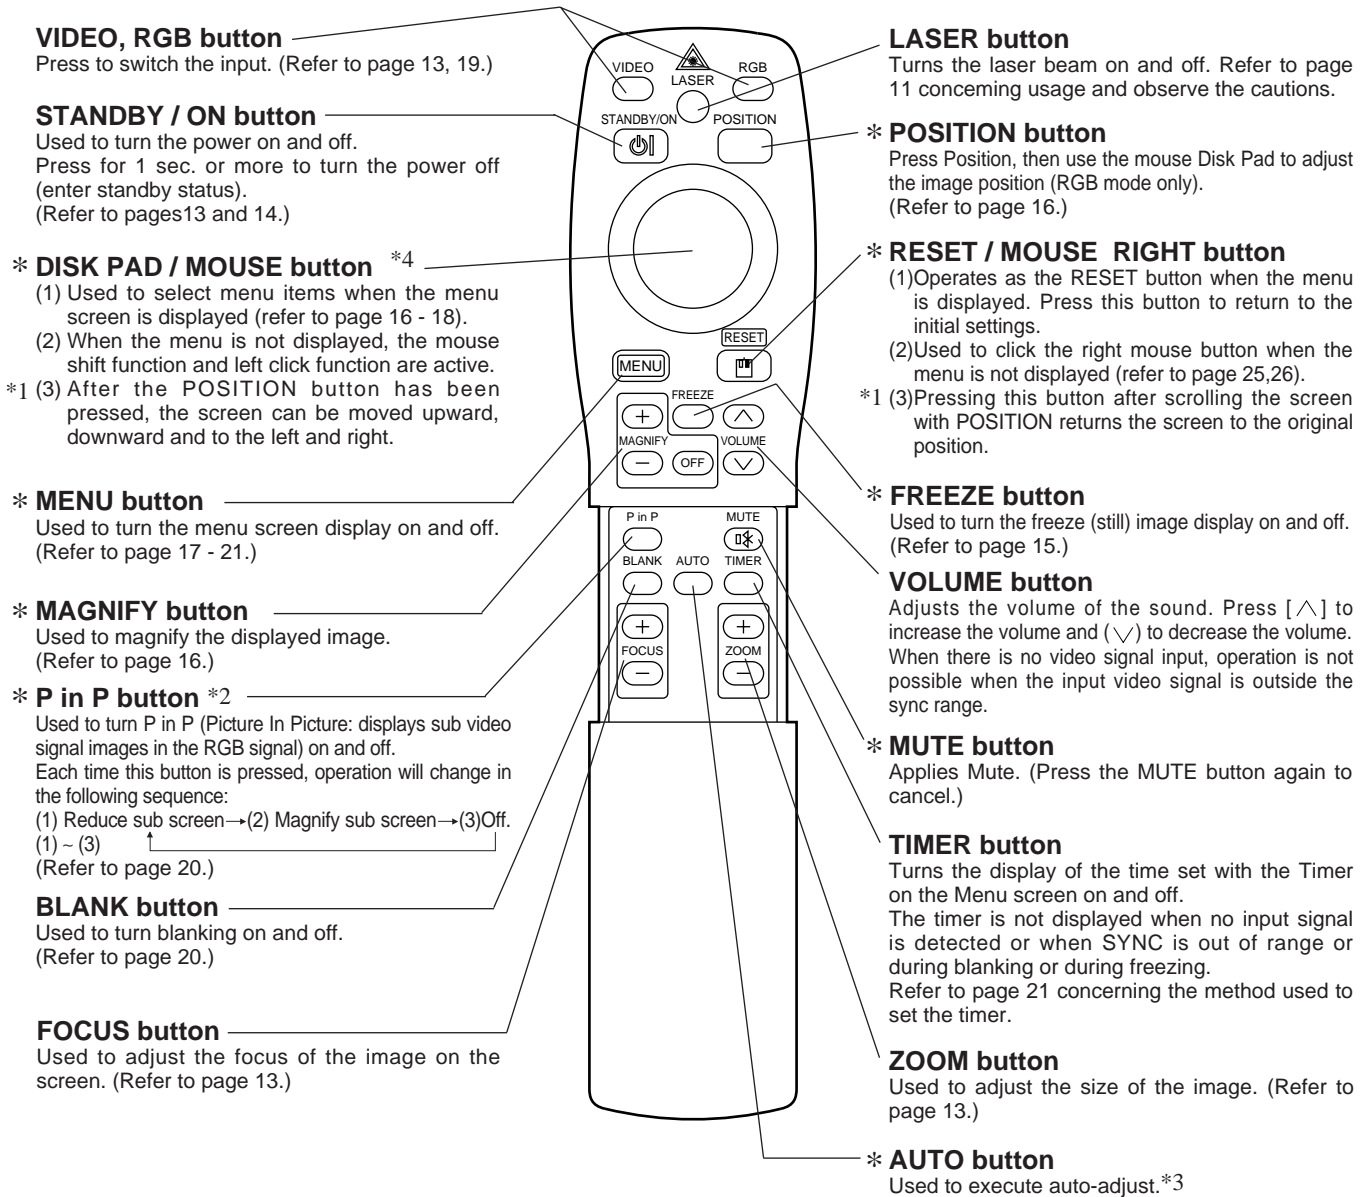 VIDEO, RGB button
Press to switch the input. (Refer to page 13, 19.)
STANDBY / ON button
Used to turn the power on and off.
Press for 1 sec. or more to turn the power off
(enter standby status).
(Refer to pages13 and 14.)
* DISK PAD / MOUSE button *4
(1) Used to select menu items when the menu
screen is displayed (refer to page 16 - 18).
(2) When the menu is not displayed, the mouse
shift function and left click function are active.
*1 (3) After the POSITION button has been
pressed, the screen can be moved upward,
downward and to the left and right.
* MENU button
Used to turn the menu screen display on and off.
(Refer to page 17 - 21.)
* MAGNIFY button
Used to magnify the displayed image.
(Refer to page 16.)
* P in P button *2
Used to turn P in P (Picture In Picture: displays sub video
signal images in the RGB signal) on and off.
Each time this button is pressed, operation will change in
the following sequence:
(1) Reduce sub screen→(2) Magnify sub screen→(3)Off.
(1) ~ (3)
(Refer to page 20.)
BLANK button
Used to turn blanking on and off.
(Refer to page 20.)
FOCUS button
Used to adjust the focus of the image on the
screen. (Refer to page 13.)
VIDEO
LASER
RGB
STANDBY/ON
POSITION
RESET
MENU
FREEZE
+
MAGNIFY
VOLUME
−
OFF
P in P
MUTE
BLANK
AUTO
TIMER
+
+
FOCUS
ZOOM
−
−
LASER button
Turns the laser beam on and off. Refer to page
11 concerning usage and observe the cautions.
* POSITION button
Press Position, then use the mouse Disk Pad to adjust
the image position (RGB mode only).
(Refer to page 16.)
* RESET / MOUSE RIGHT button
(1)Operates as the RESET button when the menu
is displayed. Press this button to return to the
initial settings.
(2)Used to click the right mouse button when the
menu is not displayed (refer to page 25,26).
*1 (3)Pressing this button after scrolling the screen
with POSITION returns the screen to the original
position.
* FREEZE button
Used to turn the freeze (still) image display on and off.
(Refer to page 15.)
VOLUME button
Adjusts the volume of the sound. Press [∧] to
increase the volume and (∨) to decrease the volume.
When there is no video signal input, operation is not
possible when the input video signal is outside the
sync range.
* MUTE button
Applies Mute. (Press the MUTE button again to
cancel.)
TIMER button
Turns the display of the time set with the Timer
on the Menu screen on and off.
The timer is not displayed when no input signal
is detected or when SYNC is out of range or
during blanking or during freezing.
Refer to page 21 concerning the method used to
set the timer.
ZOOM button
Used to adjust the size of the image. (Refer to
page 13.)
* AUTO button
Used to execute auto-adjust.*3